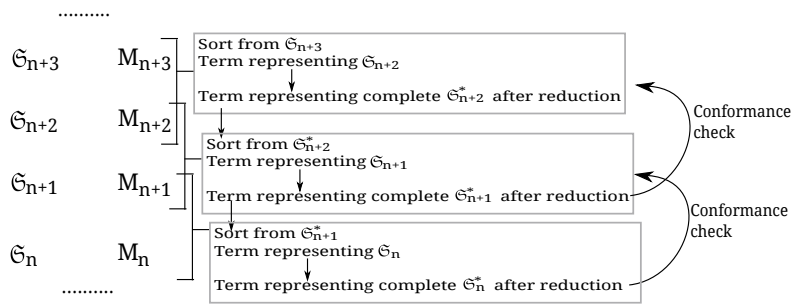 ..........
𝔖n+3 Mn+3
Sort from 𝔖n+3
Term representing 𝔖n+2
Term representing complete 𝔖*n+2 after reduction
𝔖n+2 Mn+2
Conformance
check
Sort from 𝔖*n+2
Term representing 𝔖n+1
Term representing complete 𝔖*n+1 after reduction
𝔖n+1 Mn+1
Conformance
check
Sort from 𝔖*n+1
Term representing 𝔖n
Term representing complete 𝔖*n after reduction
𝔖n Mn
..........